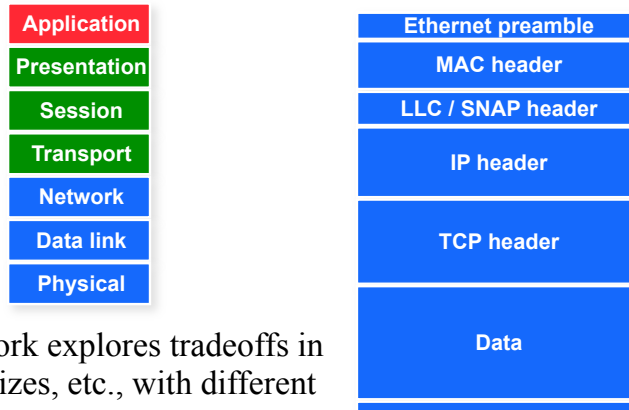 Application
Presentation
Session
Transport
Network
Data link
Physical
ork explores tradeoffs in
izes, etc., with different
Ethernet preamble
MAC header
LLC / SNAP header
IP header
TCP header
Data